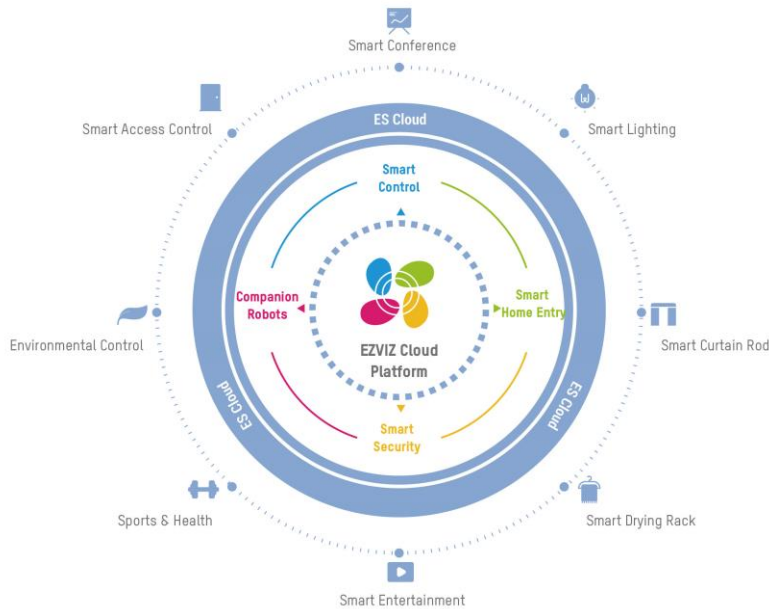 Smart Conference
Smart Access Control
Smart Lighting
ES Cloud
Smart
Control
Companion
Robots
Smart
Home Entry
EZVIZ Cloud
Platform
Environmental Control
Smart Curtain Rod
ES Cloud
ES Cloud
Smart
Security
Sports & Health
Smart Drying Rack
Smart Entertainment